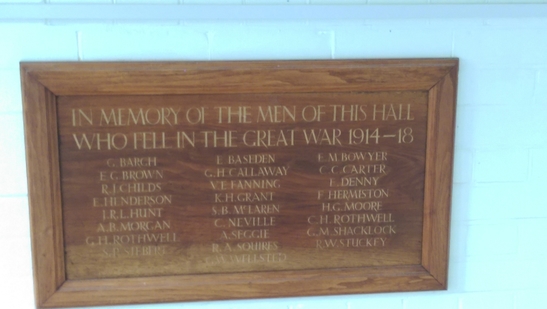 IN MEMORY OF THE MEN OF THIS HALL
WHO FELL IN THE GREAT WAR 1914-18
G. BARCH
E. G. BROWN
R. J. CHILDS
E. HENDERSON
L. R. L. HUNT
A. B. MORGAN
G. H. ROTHWELL
E. BASEDEN
G. H. CALLAWAY
V. E. FANNING
K. H. GRANT
S. B. McLAREN
C. NEVILLE
A. SEGGIE
R. A. SQUIRES
WELLSTED
F. M. BOWYER
C. C. CARTER
E. DENNY
F. HERMISTON
H. G. MOORE
C. H. ROTHWELL
C. M. SHACKLOCK
R. W. STUCKEY